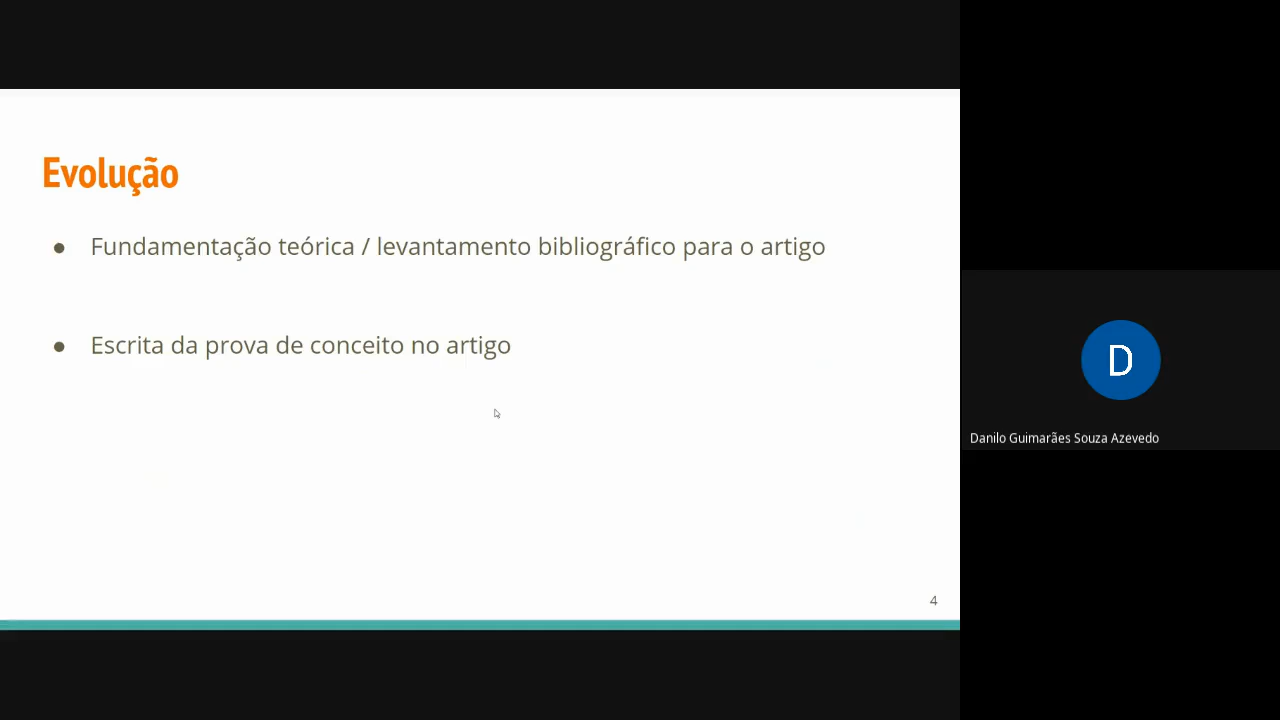 Evolução
● Fundamentação teórica / levantamento bibliográfico para o artigo
● Escrita da prova de conceito no artigo
4
D
Danilo Guimarães Souza Azevedo